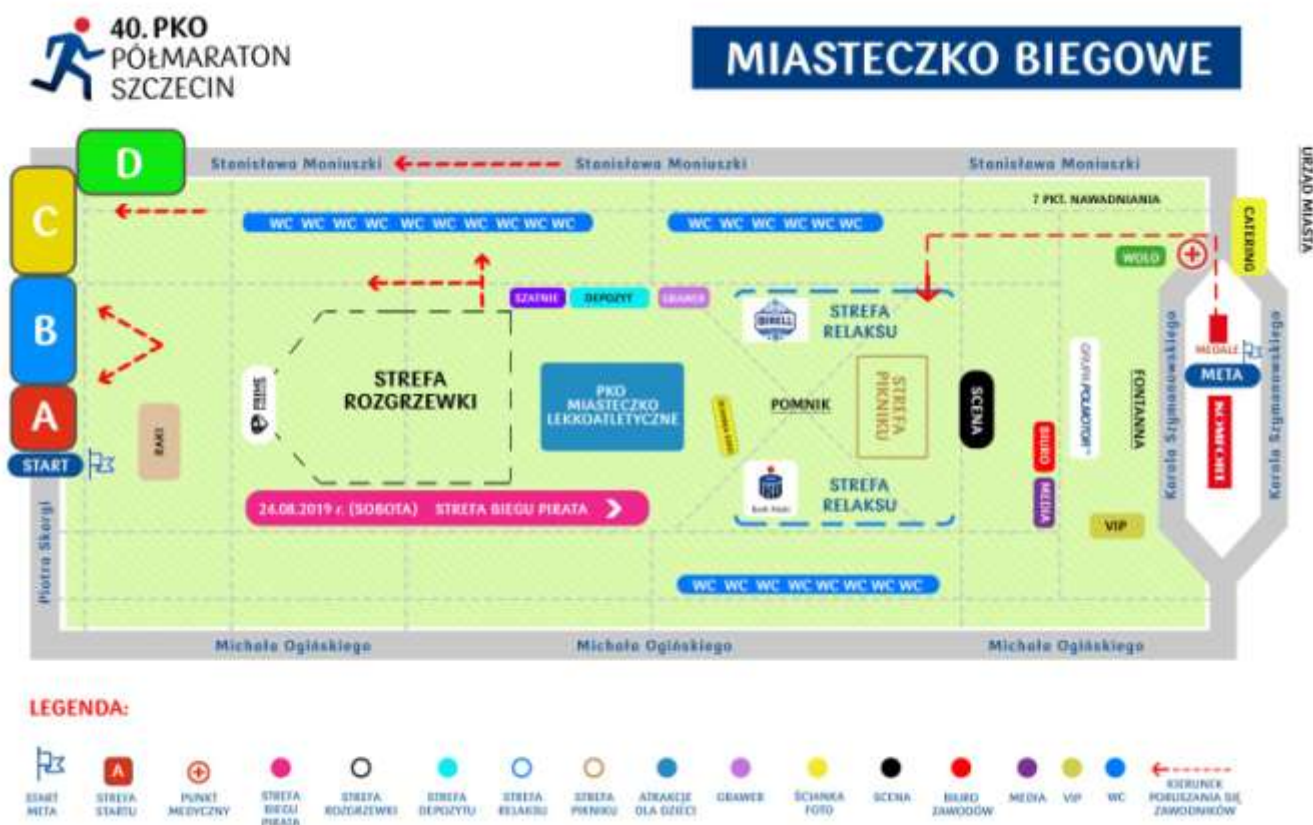 40. PKO
PÓŁMARATON
SZCZECIN
MIASTECZKO BIEGOWE
D
Stanisława Moniuszki
Stanisława Moniuszki
Stanisława Moniuszki
URZĄD MIASTA
C
WC WC WC WC WC WC WC WC WC WC
WC WC WC WC WC WC WC
7 PKT. NAWADNIANIA
CATERING
WOLO
B
SZATNIE
DEPOZYT
GRAWER
BIRELL
STREFA
RELAKSU
STREFA
ROZGRZEWKI
PKO
MIASTECZKO
LEKKOATLETYCZNE
POMNIK
STREFA
PIKNIKU
SCENA
FONTANNA
Karola Szymanowskiego
MEDALE
META
Karola Szymanowskiego
A
START
BIURO
MEDIA
VIP
24.08.2019 r. (SOBOTA) STREFA BIEGU PIRATA
Bank Polski
STREFA
RELAKSU
Piotra Skargi
WC WC WC WC WC WC WC WC
Michała Ogińskiego
Michała Ogińskiego
Michała Ogińskiego
LEGENDA:
A
START
META
STREFA
STARTU
PUNKT
MEDYCZNY
STREFA
BIEGU
PIRATA
STREFA
ROZGRZEWKI
STREFA
DEPOZYTU
STREFA
RELAKSU
STREFA
PIKNIKU
ATRAKCJE
DLA DZIECI
GRAWER
ŚCIANKA
FOTO
SCENA
BIURO
ZAWODÓW
MEDIA
VIP
WC
KIERUNEK
PORUSZANIA SIĘ
ZAWODNIKÓW